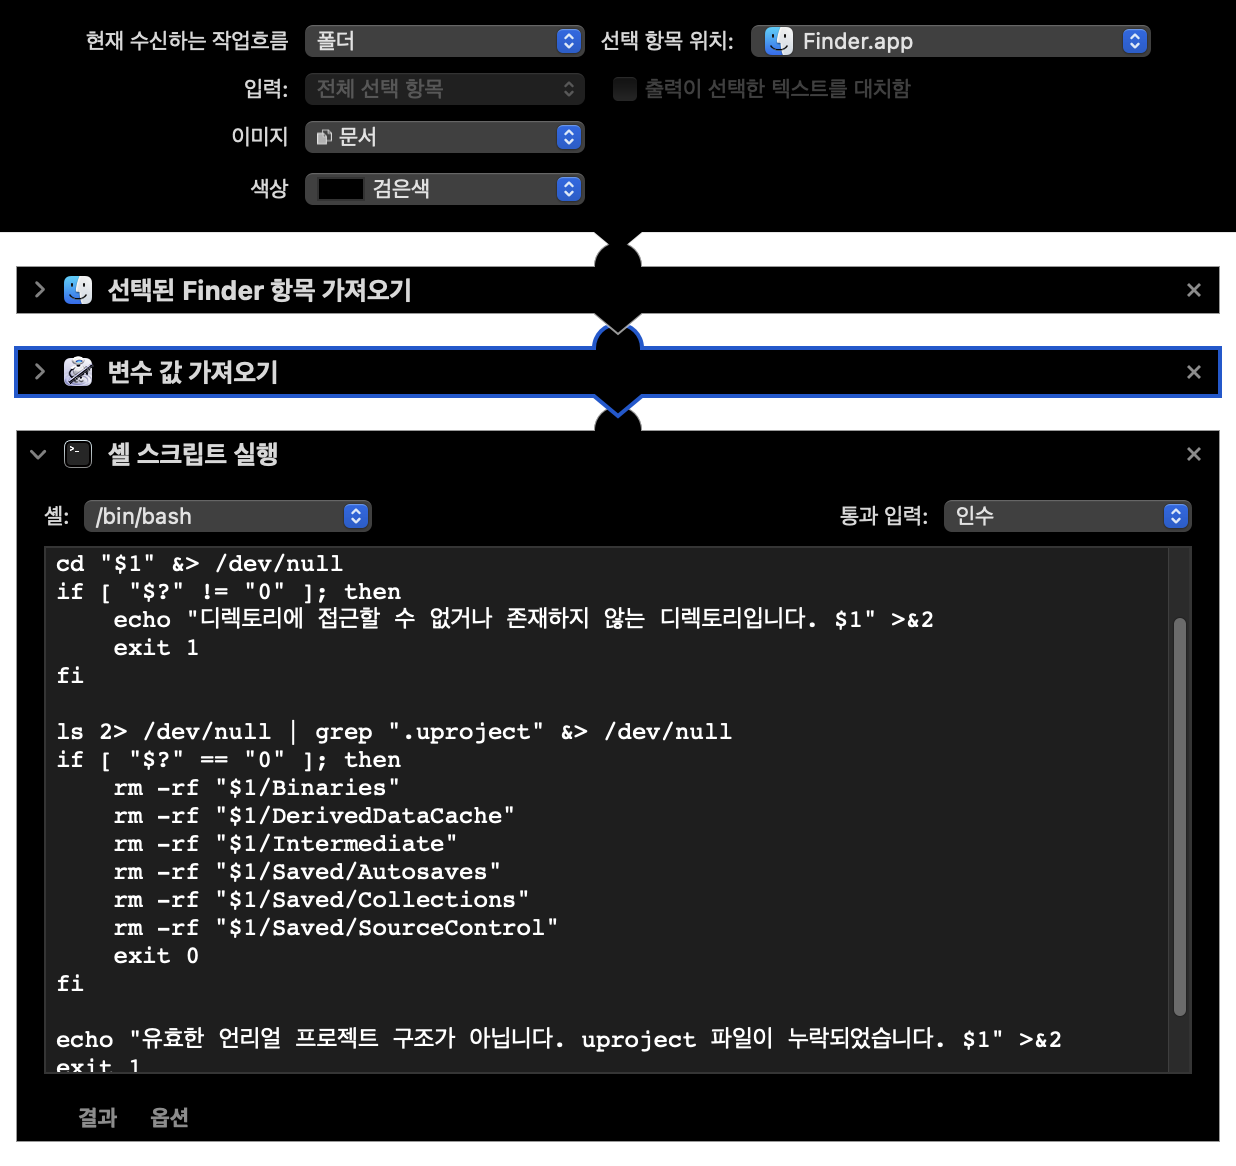 현재 수신하는 작업흐름 폴더 선택 항목 위치: Finder.app
입력: 전체 선택 항목 출력이 선택한 텍스트를 대치함
이미지 문서
색상 검은색
선택된 Finder 항목 가져오기
변수 값 가져오기
셸 스크립트 실행
셸: /bin/bash 통과 입력: 인수
cd "$1" &> /dev/null
if [ "$?" != "0" ]; then
    echo "디렉토리에 접근할 수 없거나 존재하지 않는 디렉토리입니다. $1" >&2
    exit 1
fi

ls 2> /dev/null | grep ".uproject" &> /dev/null
if [ "$?" == "0" ]; then
    rm -rf "$1/Binaries"
    rm -rf "$1/DerivedDataCache"
    rm -rf "$1/Intermediate"
    rm -rf "$1/Saved/Autosaves"
    rm -rf "$1/Saved/Collections"
    rm -rf "$1/Saved/SourceControl"
    exit 0
fi

echo "유효한 언리얼 프로젝트 구조가 아닙니다. uproject 파일이 누락되었습니다. $1" >&2
exit 1
결과 옵션